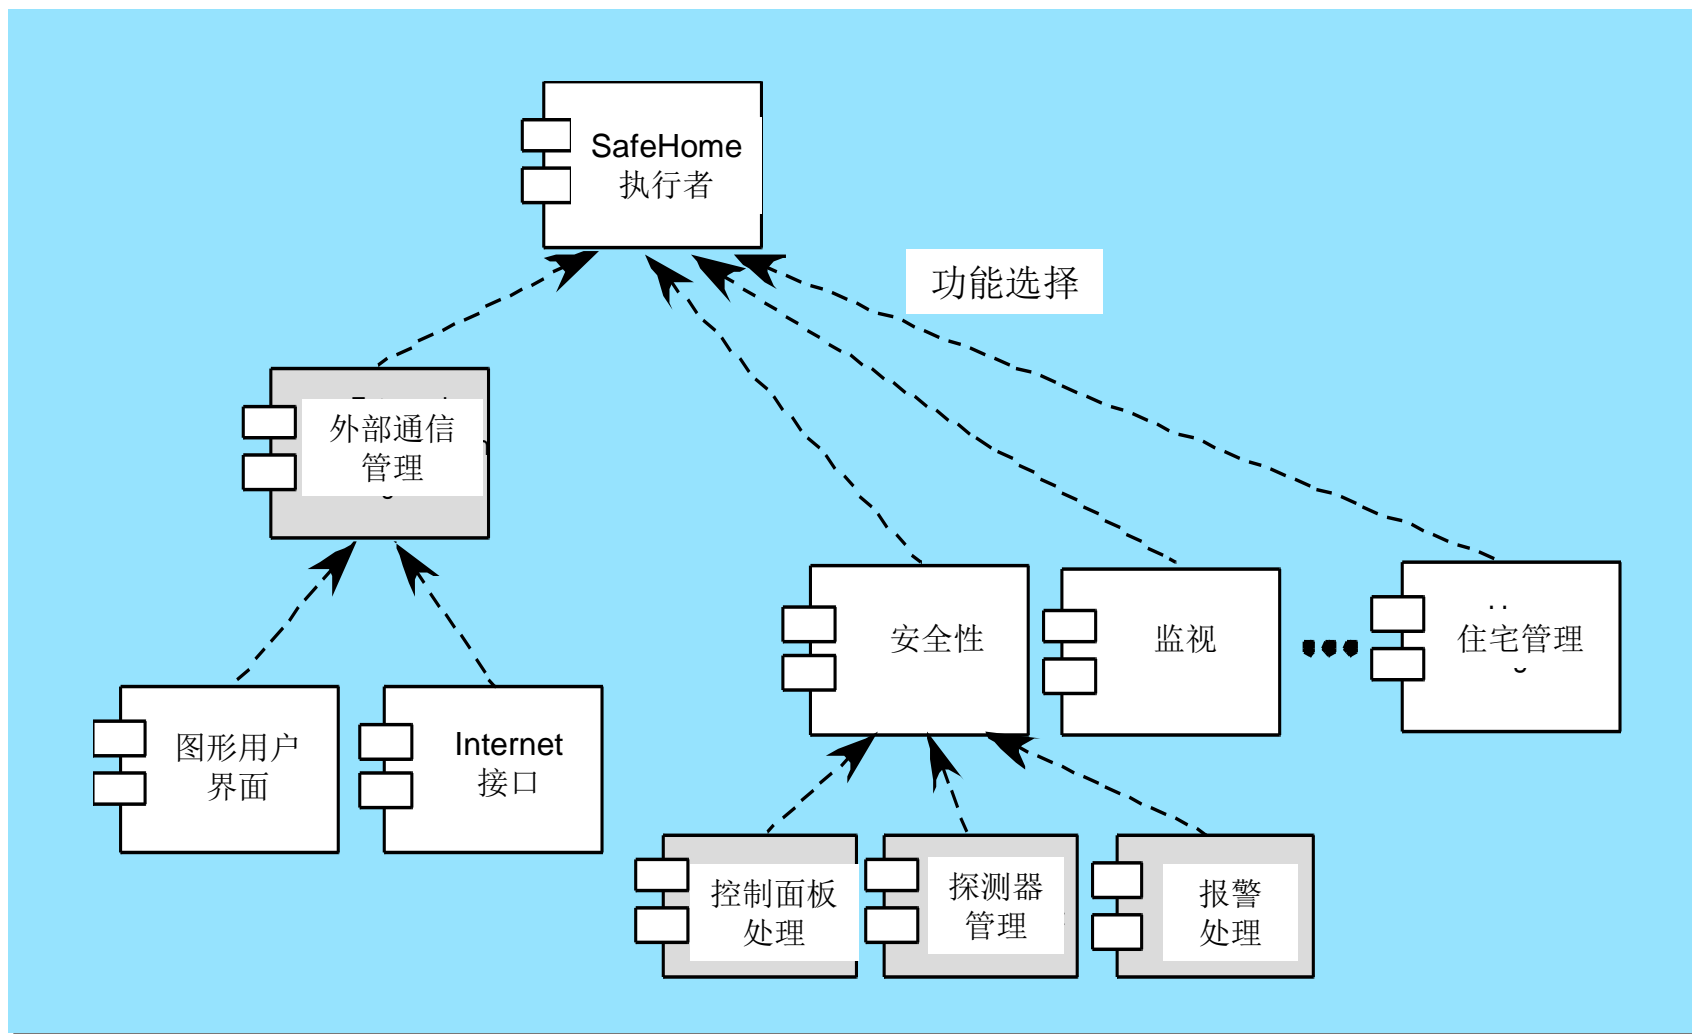 SafeHome
执行者
功能选择
外部通信
管理
安全性
监视
住宅管理
图形用户
界面
Internet
接口
控制面板
处理
探测器
管理
报警
处理